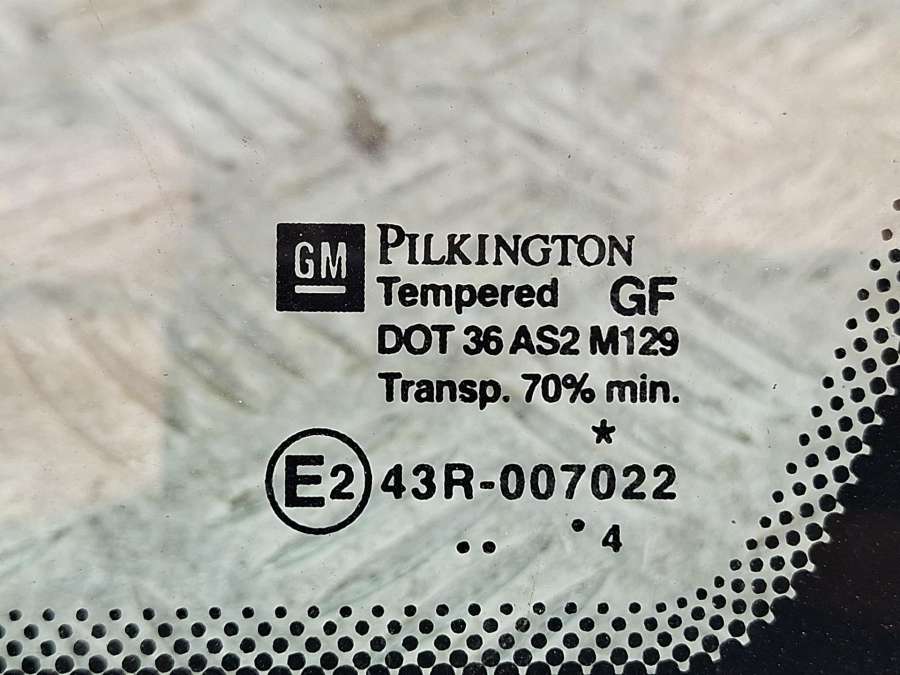 GM PILKINGTON
Tempered GF
DOT 36 AS2 M129
Transp. 70% min.
*
E2 43R-007022
.. . 4